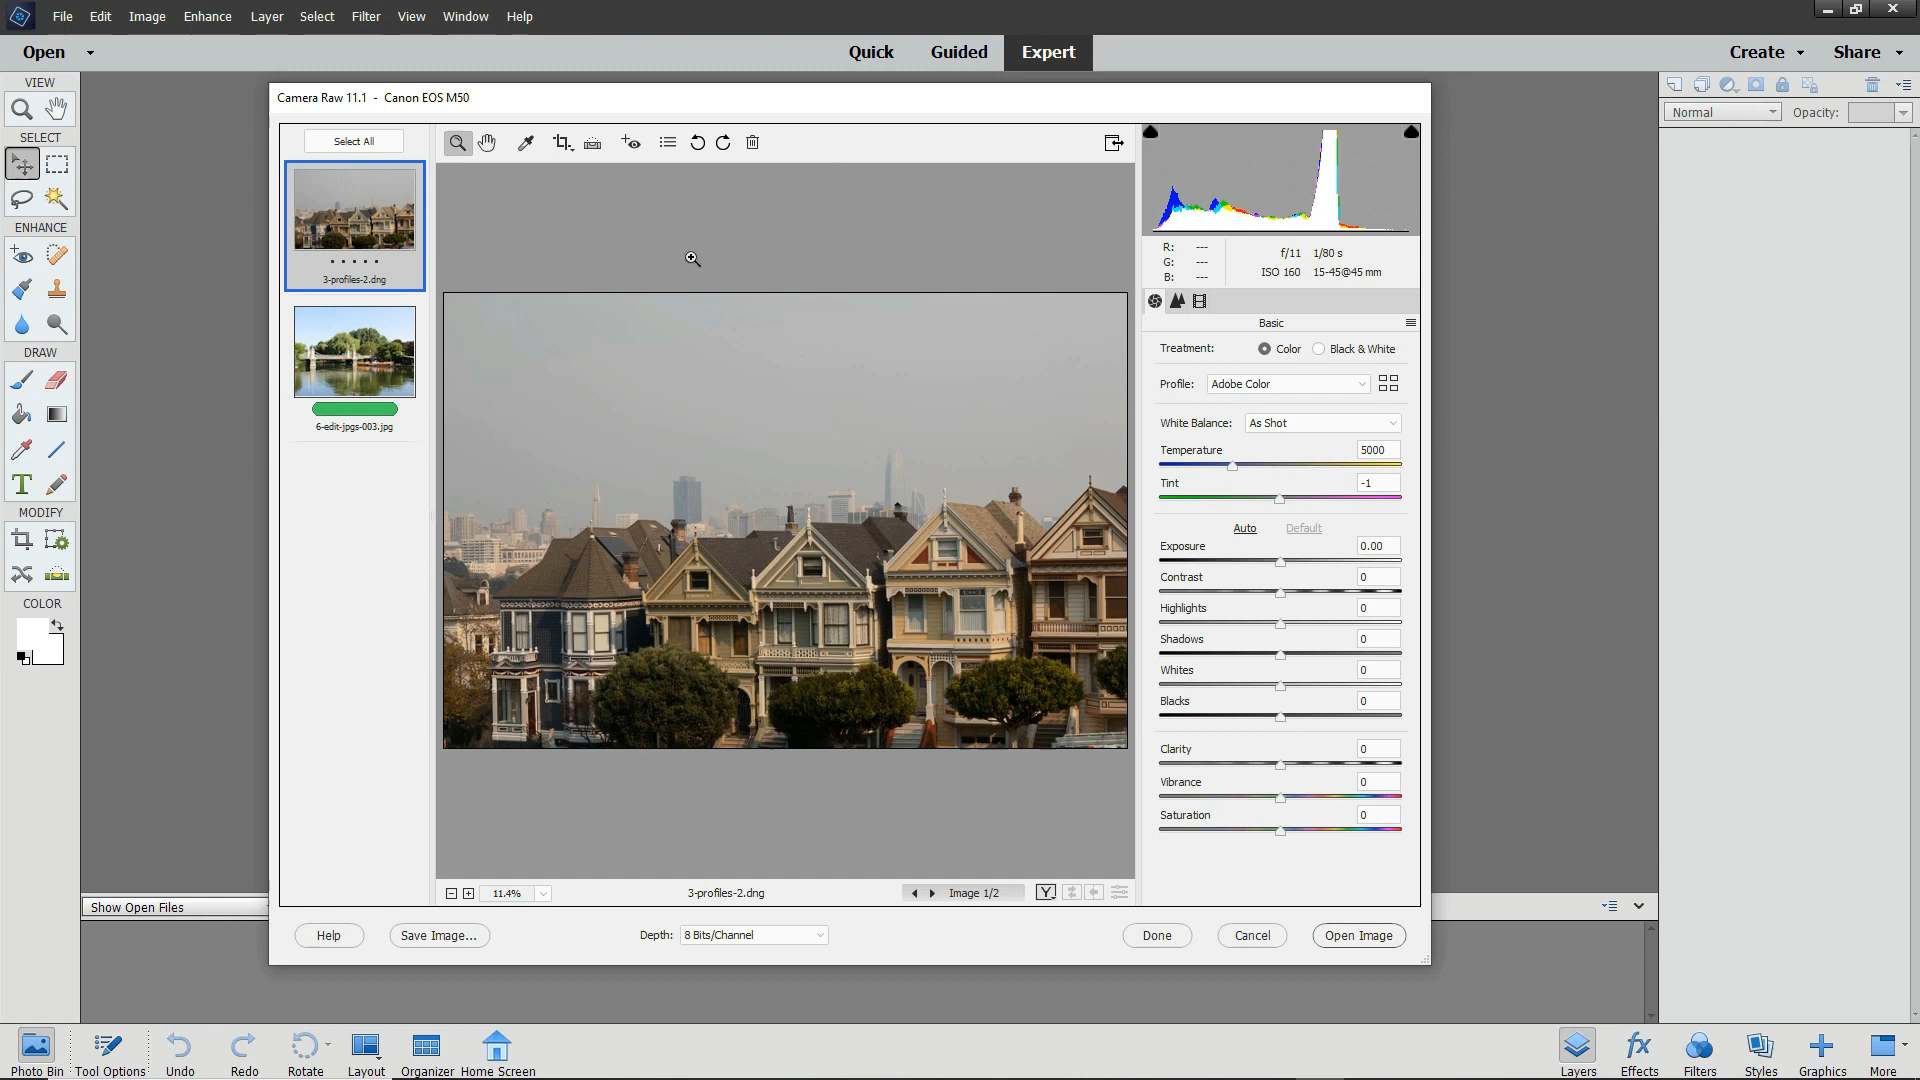 File Edit Image Enhance Layer Select Filter View Window Help
Open Quick Guided Expert Create Share
VIEW
SELECT
ENHANCE
DRAW
MODIFY
COLOR
Camera Raw 11.1 - Canon EOS M50
Select All
3-profiles-2.dng
6-edit-jpgs-003.jpg
R: ---
G: ---
B: ---
f/11 1/80 s
ISO 160 15-45@45 mm
Basic
Treatment: Color Black & White
Profile: Adobe Color
White Balance: As Shot
Temperature 5000
Tint -1
Auto Default
Exposure 0.00
Contrast 0
Highlights 0
Shadows 0
Whites 0
Blacks 0
Clarity 0
Vibrance 0
Saturation 0
11.4% 3-profiles-2.dng Image 1/2 Y
Help Save Image... Depth: 8 Bits/Channel Done Cancel Open Image
Normal Opacity:
Show Open Files
Photo Bin Tool Options Undo Redo Rotate Layout Organizer Home Screen
Layers Effects Filters Styles Graphics More